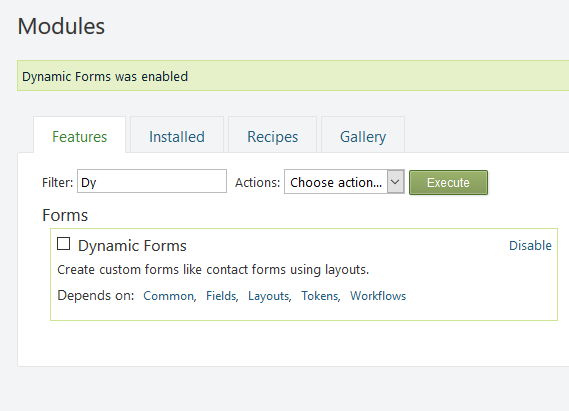 Modules
Dynamic Forms was enabled
Features Installed Recipes Gallery
Filter: Dy Actions: Choose action... Execute
Forms
Dynamic Forms Disable
Create custom forms like contact forms using layouts.
Depends on: Common, Fields, Layouts, Tokens, Workflows